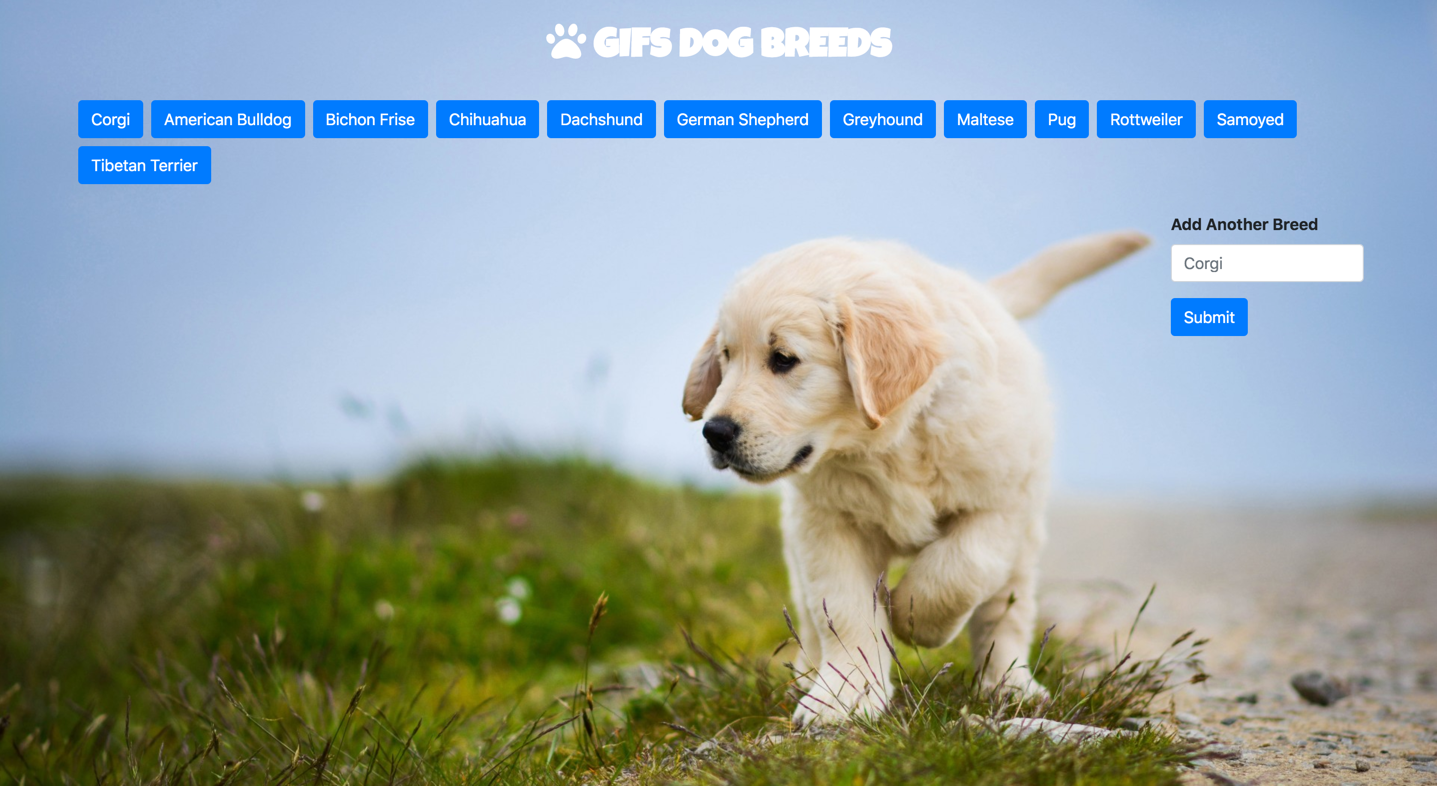 GIFS DOG BREEDS
Corgi American Bulldog Bichon Frise Chihuahua Dachshund German Shepherd Greyhound Maltese Pug Rottweiler Samoyed
Tibetan Terrier
Add Another Breed
Corgi
Submit